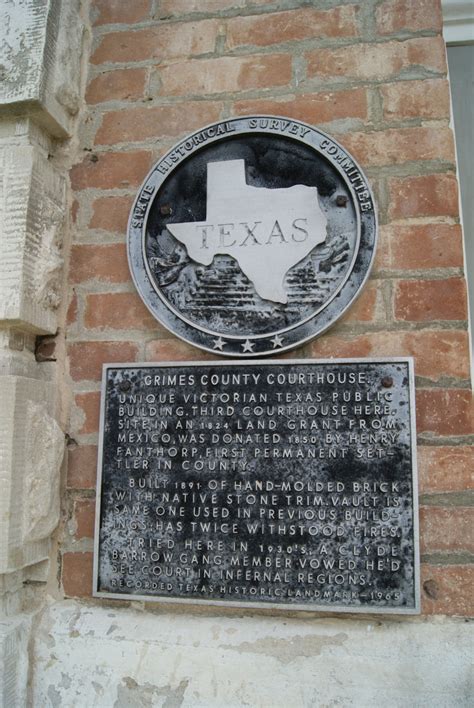 STATE HISTORICAL SURVEY COMMITTEE
TEXAS
GRIMES COUNTY COURTHOUSE
UNIQUE VICTORIAN TEXAS PUBLIC
BUILDING. THIRD COURTHOUSE HERE.
SITE, IN AN 1824 LAND GRANT FROM
MEXICO, WAS DONATED 1850 BY HENRY
FANTHORP, FIRST PERMANENT SET-
TLER IN COUNTY.
BUILT 1891 OF HAND-MOLDED BRICK
WITH NATIVE STONE TRIM. VAULT IS
SAME ONE USED IN PREVIOUS BUILD-
INGS; HAS TWICE WITHSTOOD FIRES.
TRIED HERE IN 1930'S, A CLYDE
BARROW GANG MEMBER VOWED HE'D
SEE COURT IN INFERNAL REGIONS.
RECORDED TEXAS HISTORIC LANDMARK-1965